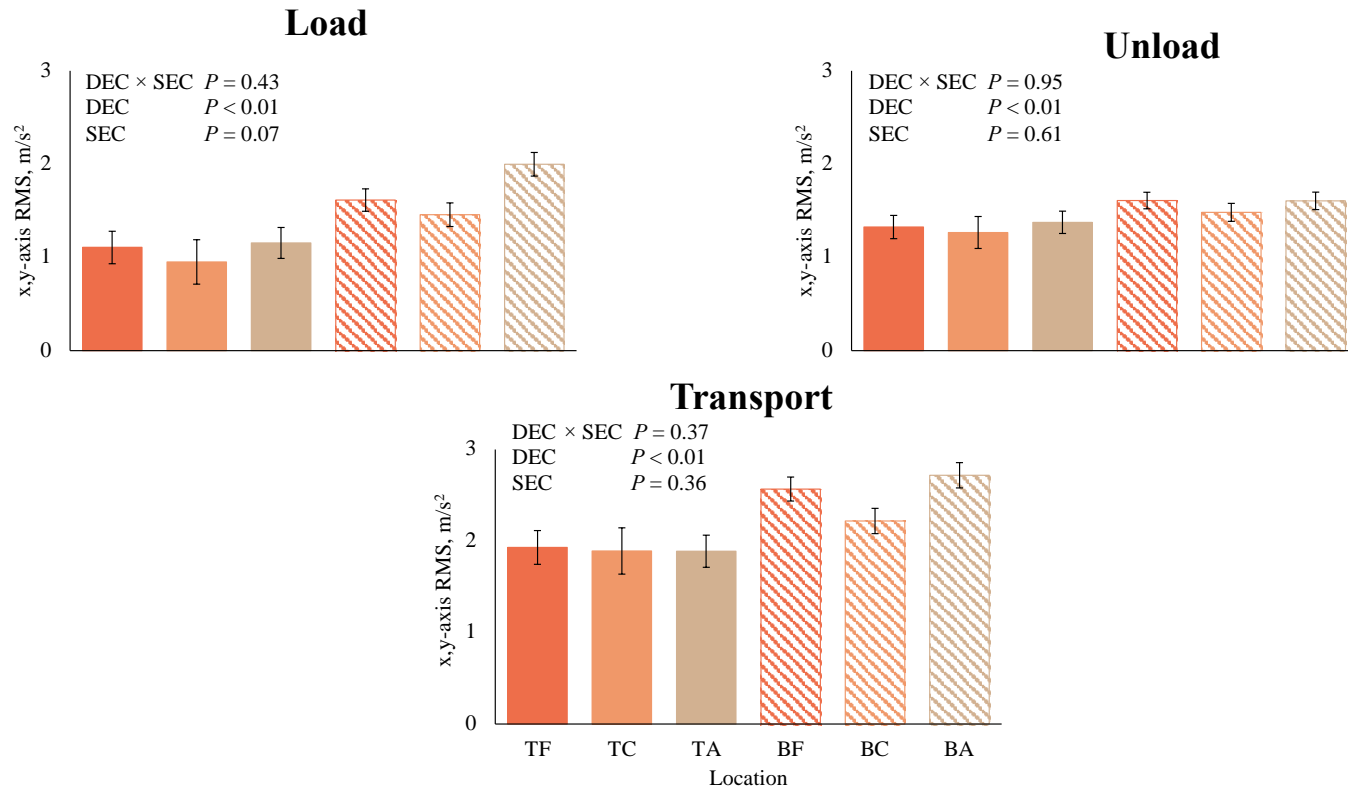 Load
3
2
1
0
x,y-axis RMS, m/s²
DEC × SEC P = 0.43
DEC P < 0.01
SEC P = 0.07
Unload
3
2
1
0
x,y-axis RMS, m/s²
DEC × SEC P = 0.95
DEC P < 0.01
SEC P = 0.61
Transport
3
2
1
0
x,y-axis RMS, m/s²
DEC × SEC P = 0.37
DEC P < 0.01
SEC P = 0.36
TF TC TA BF BC BA
Location